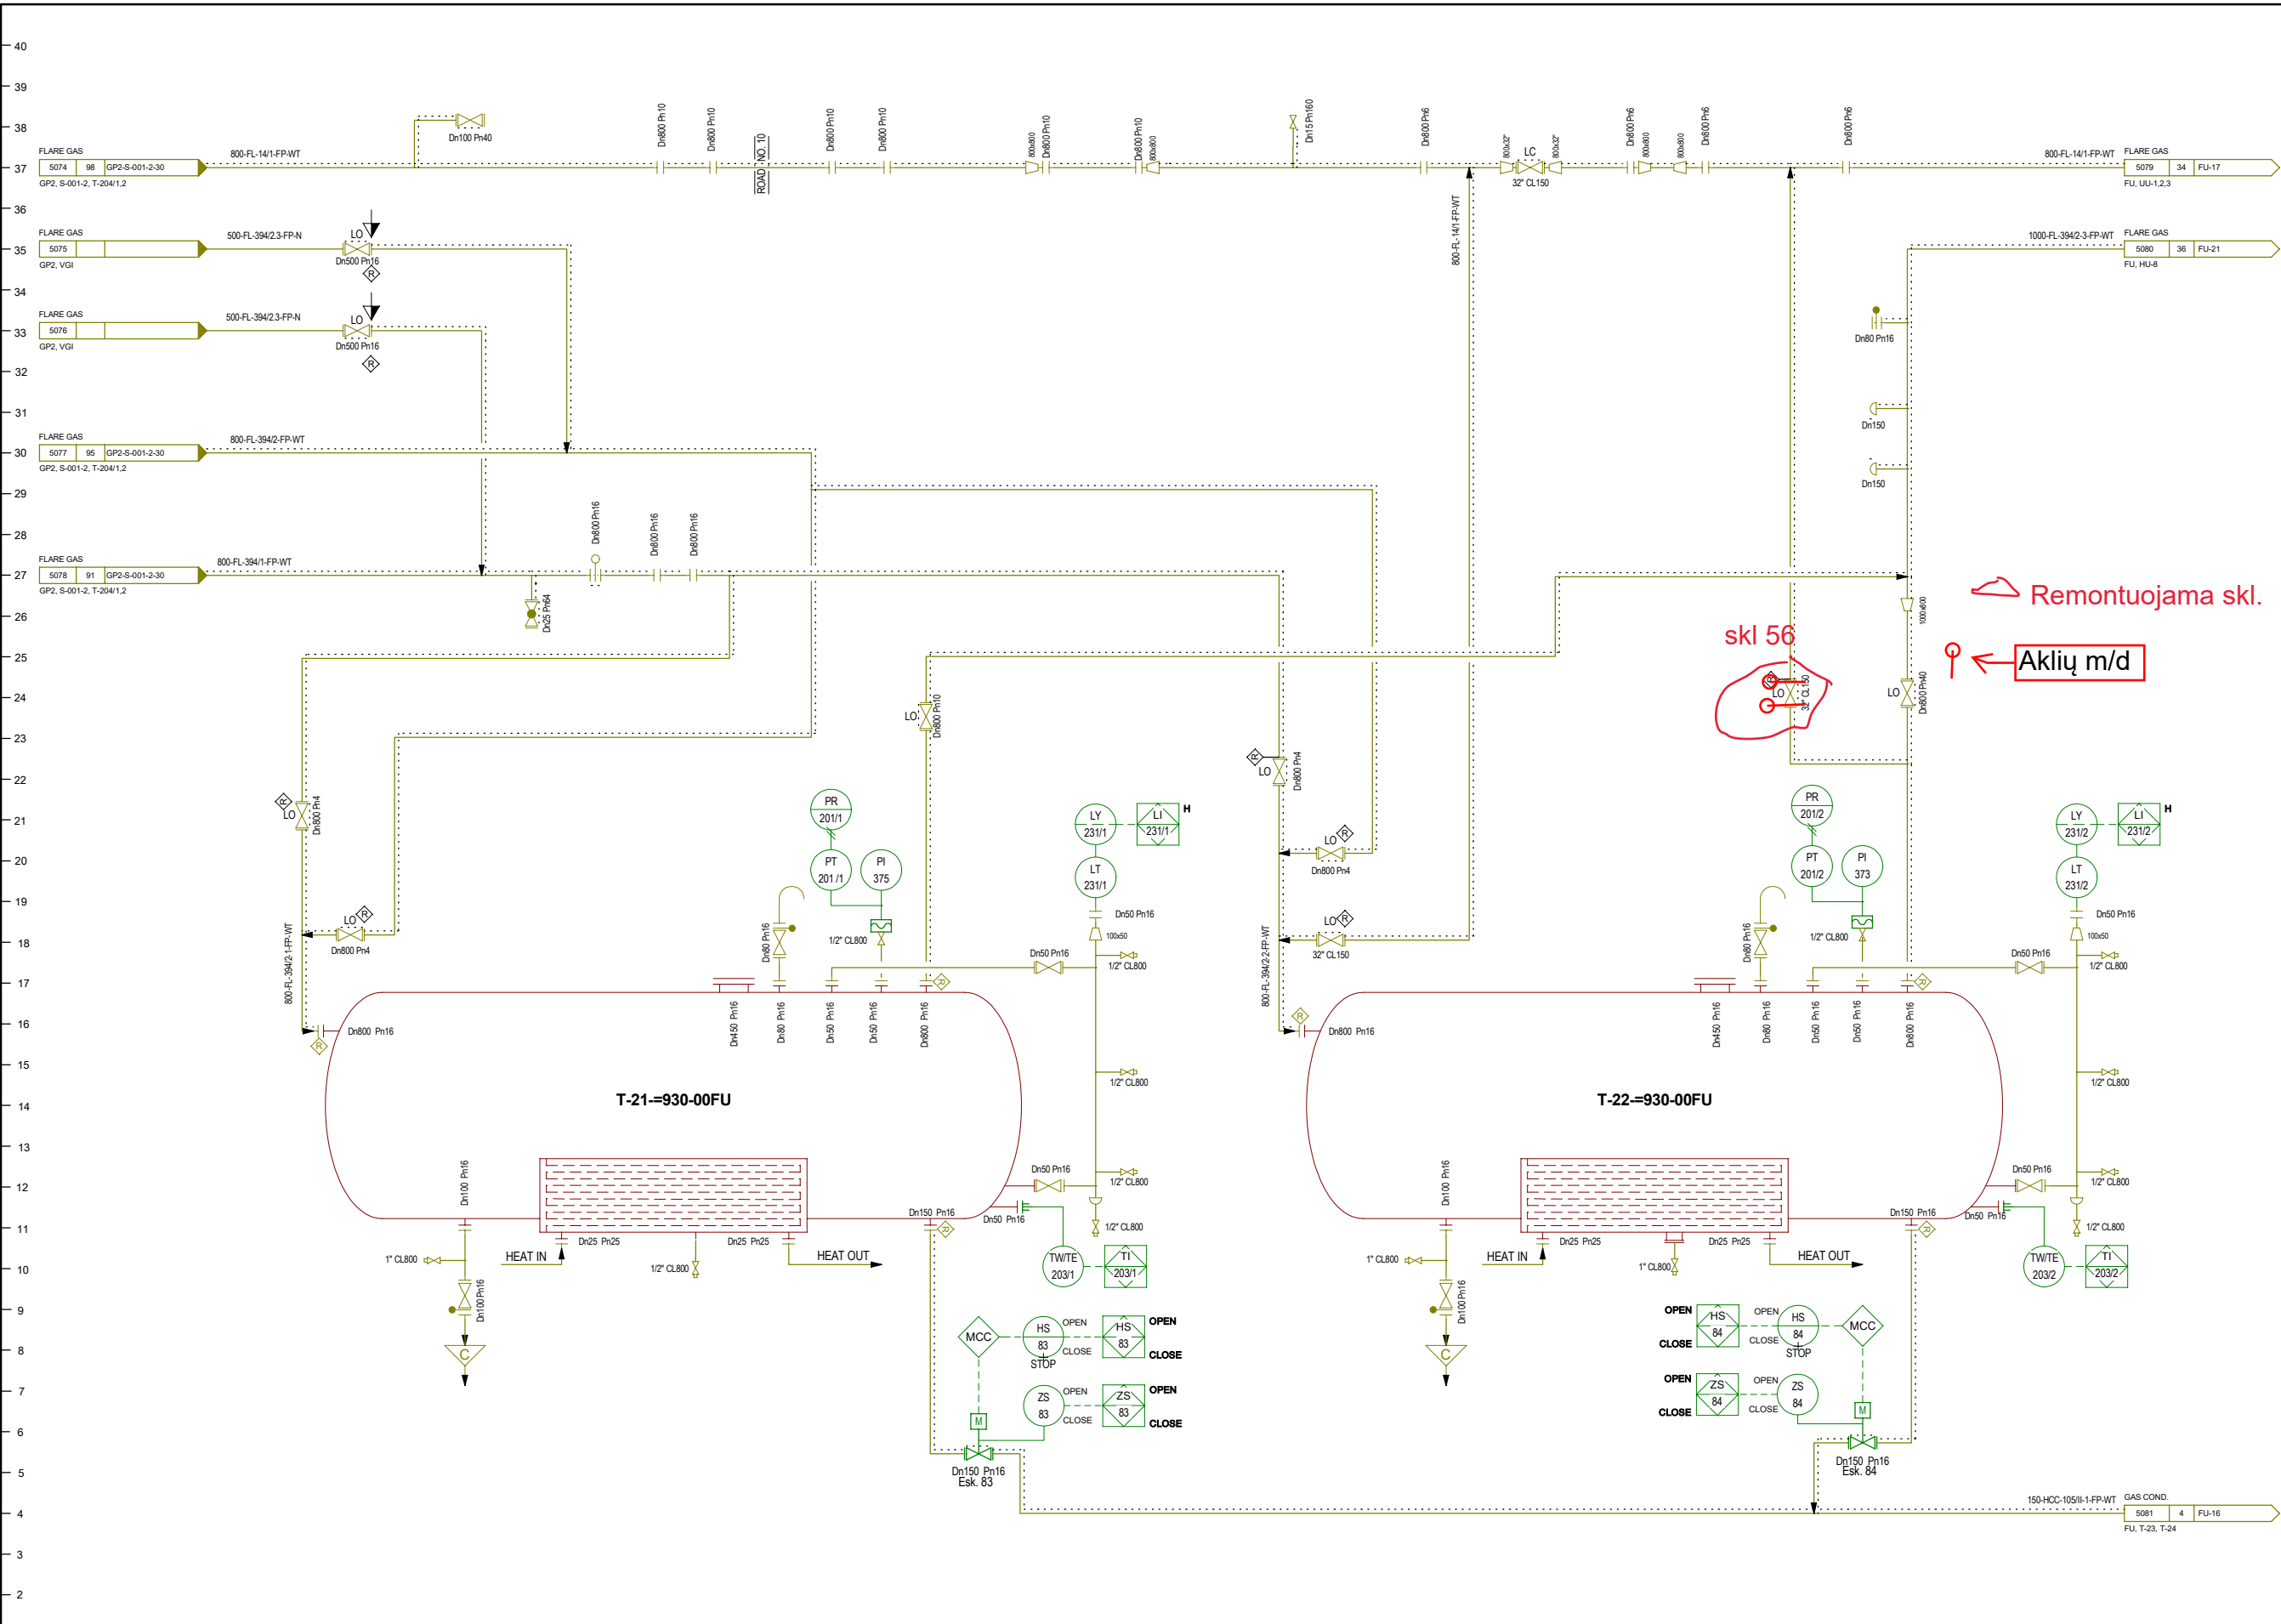 40
39
38
37
36
35
34
33
32
31
30
29
28
27
26
25
24
23
22
21
20
19
18
17
16
15
14
13
12
11
10
9
8
7
6
5
4
3
2
FLARE GAS
5074 98 GP2-S-001-2-30
GP2, S-001-2, T-204/1,2
800-FL-14/1-FP-WT
Dn100 Pn40
Dn800 Pn10
Dn800 Pn10
ROAD NO. 10
Dn800 Pn10
Dn800 Pn10
800x800
Dn800 Pn10
Dn800 Pn10
800x800
Dn15 Pn160
Dn800 Pn6
800x32"
LC
32" CL150
800x32"
Dn800 Pn6
800x800
800x800
Dn800 Pn6
Dn800 Pn6
800-FL-14/1-FP-WT
FLARE GAS
5079 34 FU-17
FU, UU-1,2,3
FLARE GAS
5075
GP2, VGI
500-FL-394/2.3-FP-N
LO
Dn500 Pn16
R
800-FL-14/1-FP-WT
1000-FL-394/2-3-FP-WT
FLARE GAS
5080 36 FU-21
FU, HU-8
FLARE GAS
5076
GP2, VGI
500-FL-394/2.3-FP-N
LO
Dn500 Pn16
R
Dn80 Pn16
Dn150
Dn150
FLARE GAS
5077 95 GP2-S-001-2-30
GP2, S-001-2, T-204/1,2
800-FL-394/2-FP-WT
FLARE GAS
5078 91 GP2-S-001-2-30
GP2, S-001-2, T-204/1,2
800-FL-394/1-FP-WT
Dn25 Pn64
Dn800 Pn16
Dn800 Pn16
Dn800 Pn16
1000x800
Remontuojama skl.
skl 56
Aklių m/d
R
LO
32" CL150
LO
Dn800 Pn40
LO
Dn800 Pn10
R
LO
Dn800 Pn4
R
LO
Dn800 Pn4
PR
201/1
PT
201 /1
PI
375
LY
231/1
LI
231/1
H
LT
231/1
LO
R
Dn800 Pn4
PR
201/2
PT
201/2
PI
373
LY
231/2
LI
231/2
H
LT
231/2
LO
R
Dn800 Pn4
800-FL-394/2-1-FP-WT
Dn80 Pn16
1/2" CL800
Dn50 Pn16
100x50
Dn50 Pn16
1/2" CL800
LO
R
32" CL150
800-FL-394/2-2-FP-WT
Dn80 Pn16
1/2" CL800
Dn50 Pn16
100x50
Dn50 Pn16
1/2" CL800
R
Dn800 Pn16
Dn450 Pn16
Dn80 Pn16
Dn50 Pn16
Dn50 Pn16
Dn800 Pn16
R
R
Dn800 Pn16
Dn450 Pn16
Dn80 Pn16
Dn50 Pn16
Dn50 Pn16
Dn800 Pn16
R
1/2" CL800
1/2" CL800
T-21-=930-00FU
T-22-=930-00FU
Dn100 Pn16
Dn50 Pn16
1/2" CL800
Dn150 Pn16
R
Dn50 Pn16
1/2" CL800
Dn100 Pn16
Dn50 Pn16
1/2" CL800
Dn150 Pn16
R
Dn50 Pn16
1/2" CL800
1" CL800
HEAT IN
Dn25 Pn25
1/2" CL800
Dn25 Pn25
HEAT OUT
TW/TE
203/1
TI
203/1
1" CL800
HEAT IN
Dn25 Pn25
1" CL800
Dn25 Pn25
HEAT OUT
TW/TE
203/2
TI
203/2
Dn100 Pn16
C
Dn100 Pn16
C
MCC
HS
83
STOP
OPEN
CLOSE
HS
83
OPEN
CLOSE
ZS
83
OPEN
CLOSE
ZS
83
OPEN
CLOSE
M
Dn150 Pn16
Esk. 83
OPEN
CLOSE
HS
84
OPEN
CLOSE
HS
84
STOP
MCC
OPEN
CLOSE
ZS
84
OPEN
CLOSE
ZS
84
M
Dn150 Pn16
Esk. 84
150-HCC-105/II-1-FP-WT
GAS COND.
5081 4 FU-16
FU, T-23, T-24